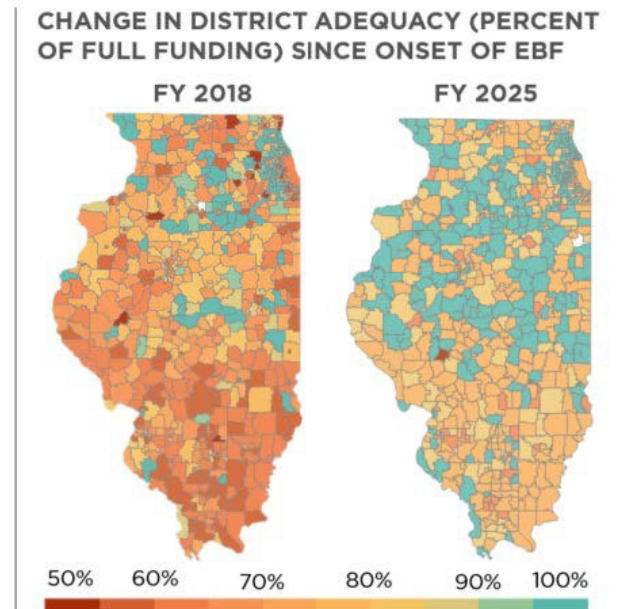 CHANGE IN DISTRICT ADEQUACY (PERCENT
OF FULL FUNDING) SINCE ONSET OF EBF
FY 2018 FY 2025
50% 60% 70% 80% 90% 100%